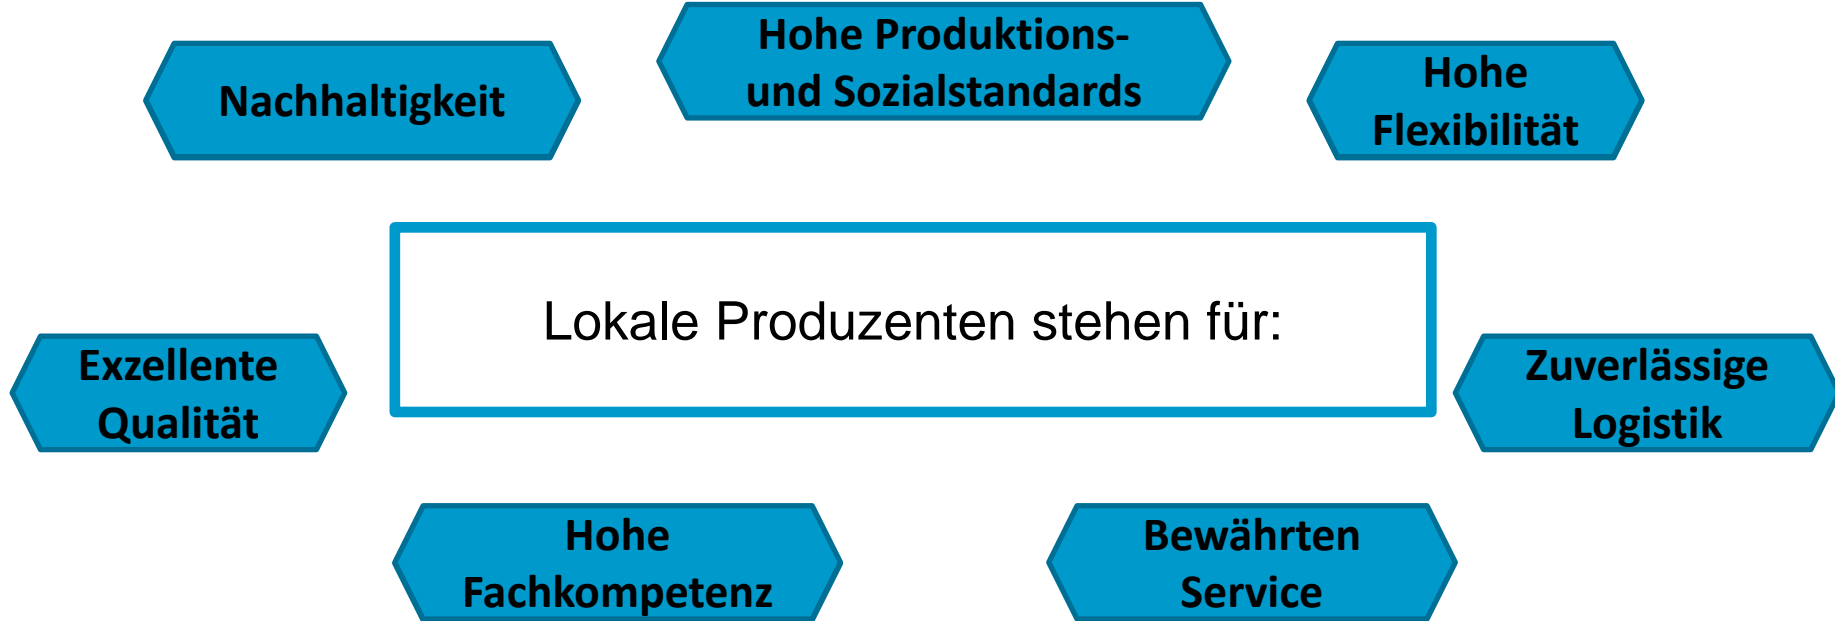 Hohe Produktions-
und Sozialstandards
Nachhaltigkeit
Hohe
Flexibilität
Lokale Produzenten stehen für:
Exzellente
Qualität
Zuverlässige
Logistik
Hohe
Fachkompetenz
Bewährten
Service